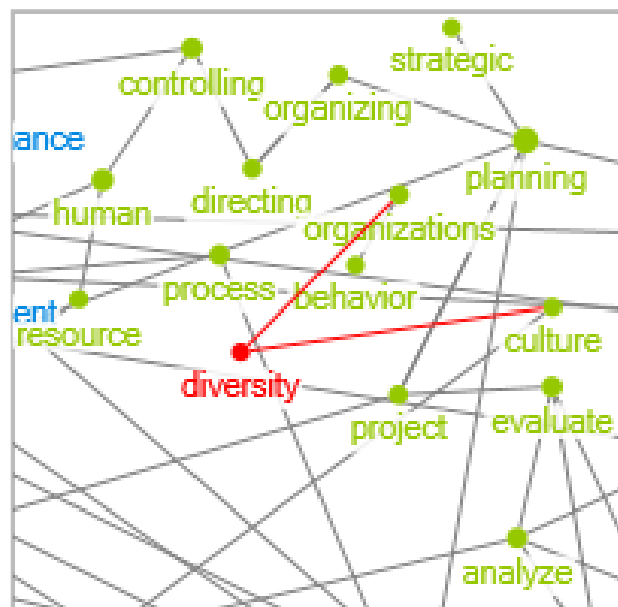 strategic
controlling
organizing
ance
planning
human
directing
organizations
process
behavior
ent
resource
culture
diversity
project
evaluate
analyze